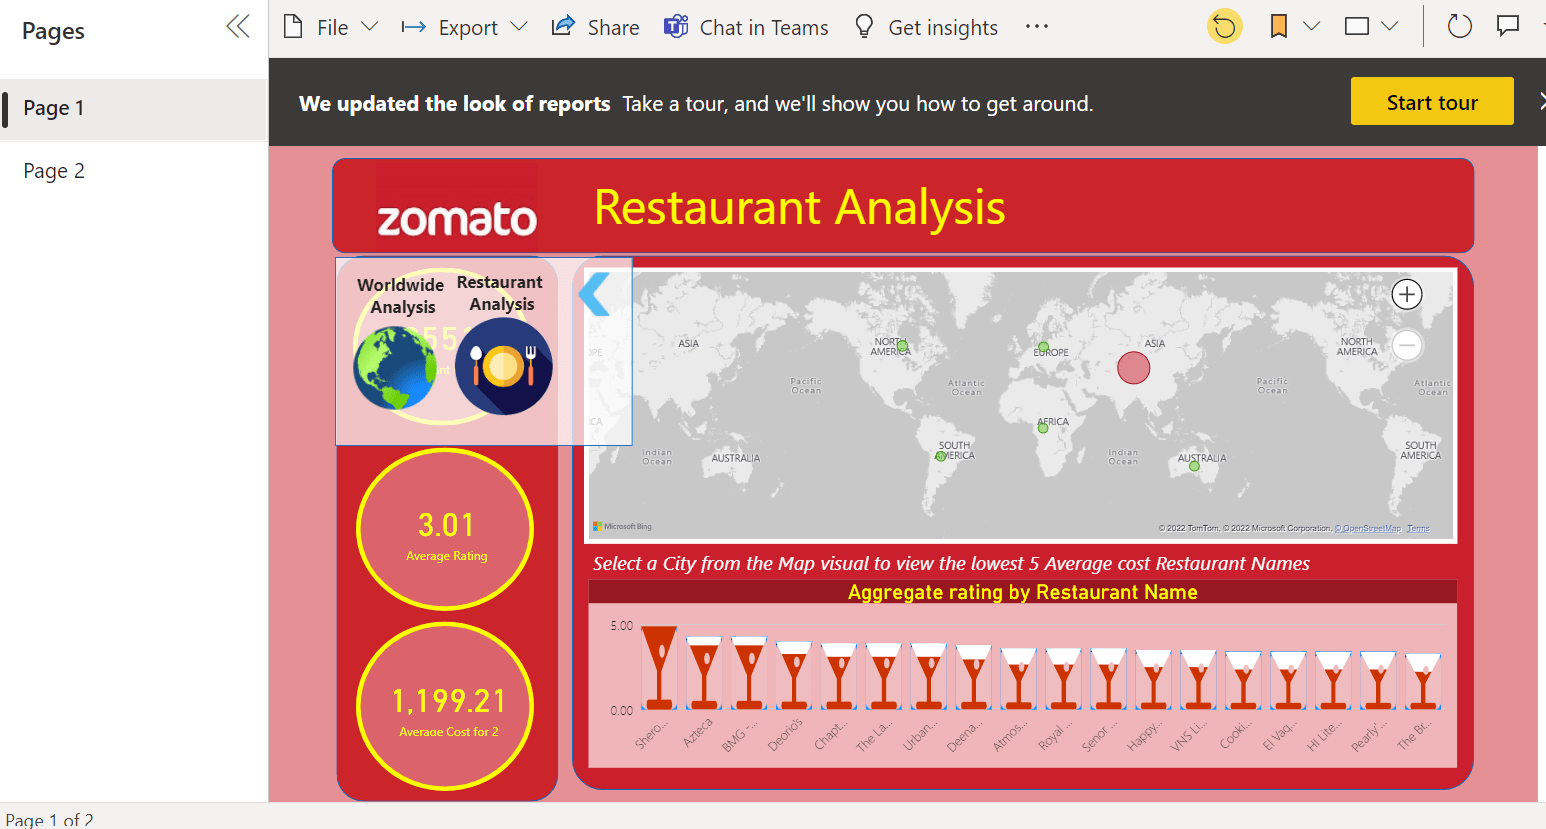 Pages
File
Export
Share
Chat in Teams
Get insights
Page 1
Page 2
We updated the look of reports Take a tour, and we'll show you how to get around.
Start tour
zomato
Restaurant Analysis
Worldwide
Analysis
Restaurant
Analysis
3.01
Average Rating
1,199.21
Average Cost for 2
ASIA
NORTH
AMERICA
EUROPE
ASIA
NORTH
AMERICA
Pacific
Ocean
Atlantic
Ocean
Pacific
Ocean
Atlantic
Ocean
AFRICA
Indian
Ocean
AUSTRALIA
SOUTH
AMERICA
Indian
Ocean
AUSTRALIA
SOUTH
AMERICA
Microsoft Bing
© 2022 TomTom, © 2022 Microsoft Corporation, © OpenStreetMap Terms
Select a City from the Map visual to view the lowest 5 Average cost Restaurant Names
Aggregate rating by Restaurant Name
5.00
0.00
Shero...
Azteca
BMG -...
Deorio's
Chapt...
The La...
Urban...
Deena...
Atmos...
Royal ...
Senor ...
Happy...
VNS Li...
Cooki...
El Vaq...
HI Lite...
Pearly'...
The Br...
Page 1 of 2